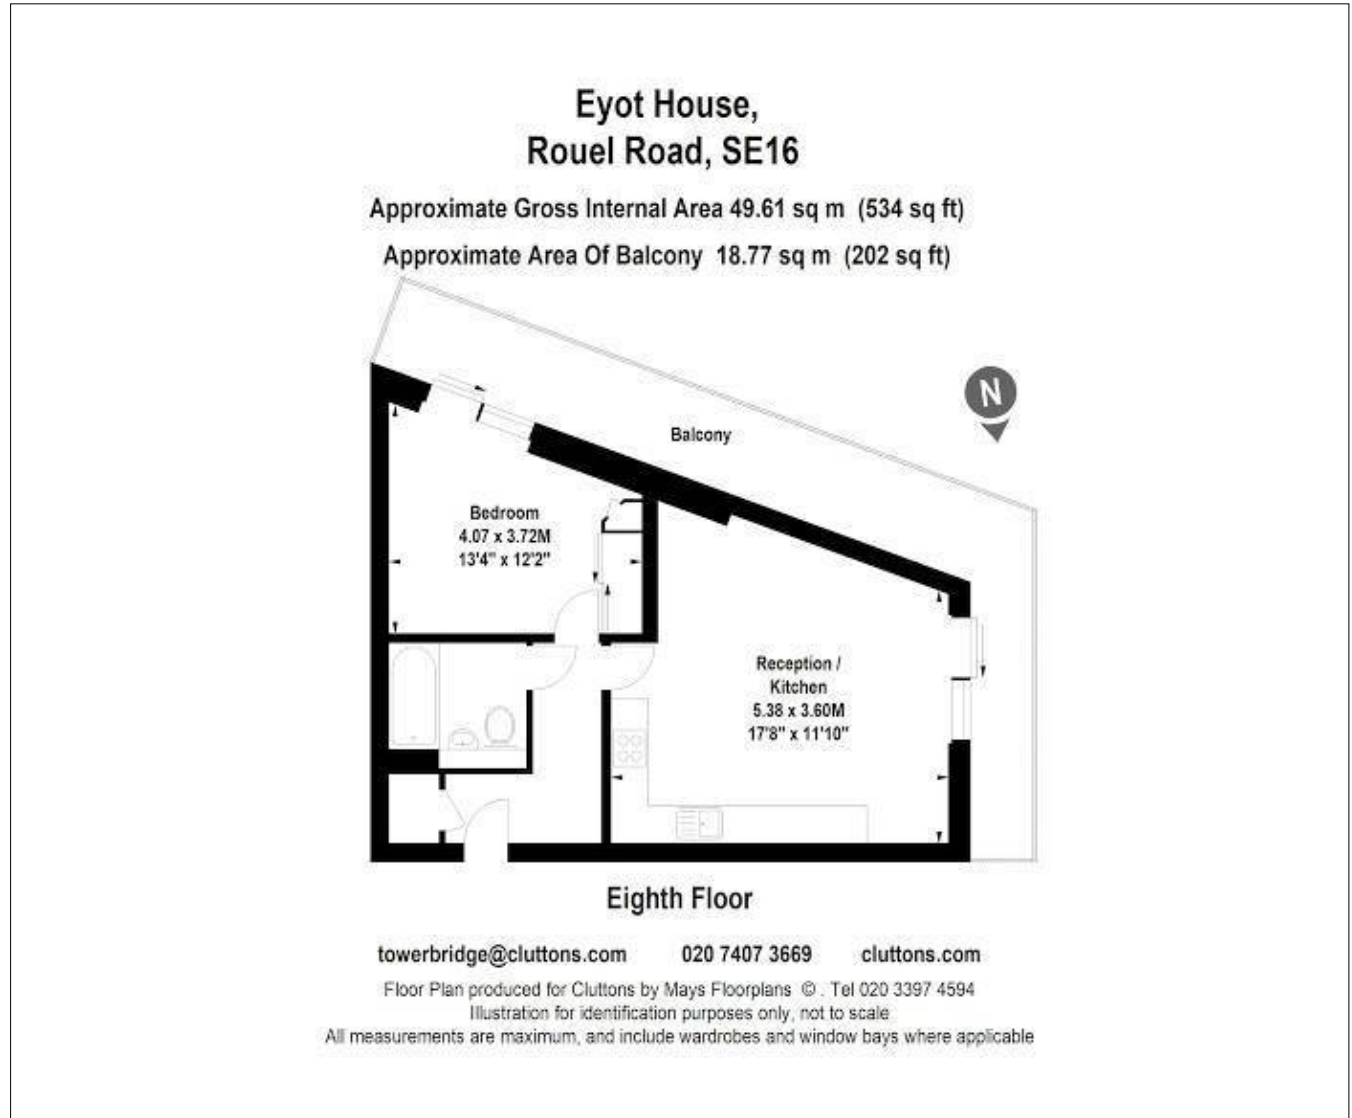 Eyot House,
Rouel Road, SE16
Approximate Gross Internal Area 49.61 sq m (534 sq ft)
Approximate Area Of Balcony 18.77 sq m (202 sq ft)
N
Balcony
Bedroom
4.07 x 3.72M
13'4" x 12'2"
Reception /
Kitchen
5.38 x 3.60M
17'8" x 11'10"
Eighth Floor
towerbridge@cluttons.com 020 7407 3669 cluttons.com
Floor Plan produced for Cluttons by Mays Floorplans © . Tel 020 3397 4594
Illustration for identification purposes only, not to scale
All measurements are maximum, and include wardrobes and window bays where applicable